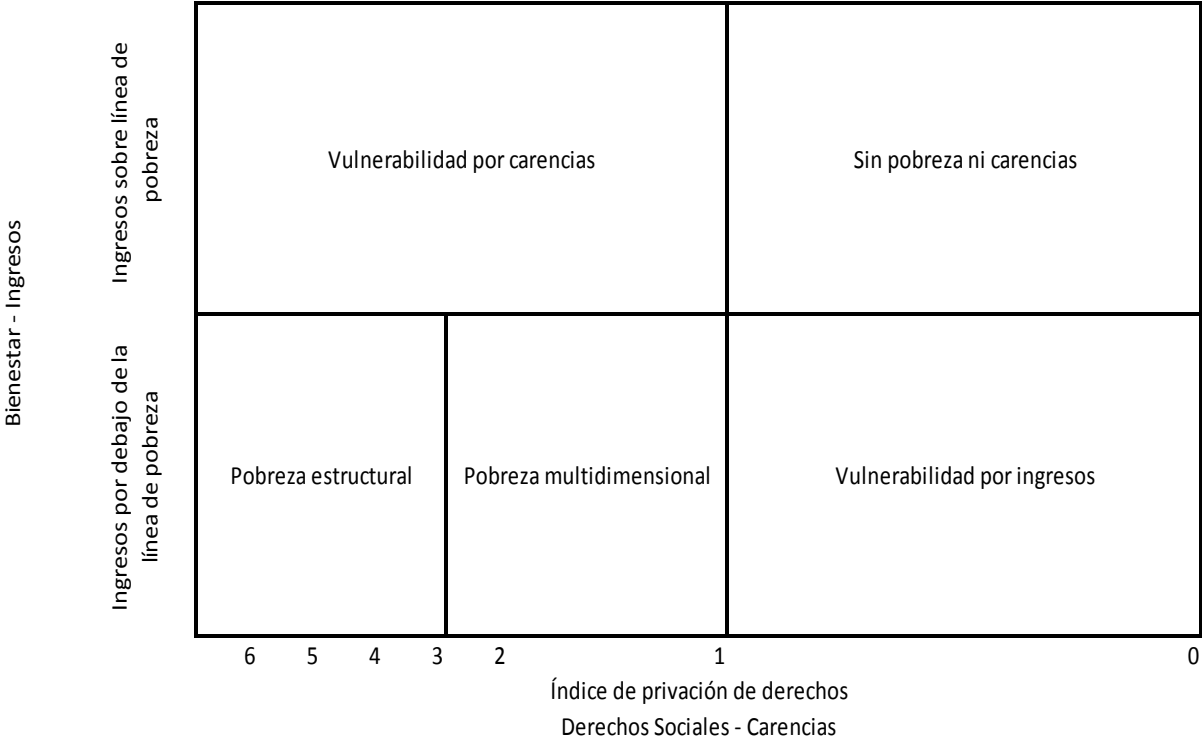 Bienestar - Ingresos
Ingresos sobre línea de
pobreza
Vulnerabilidad por carencias
Sin pobreza ni carencias
Ingresos por debajo de la
línea de pobreza
Pobreza estructural
Pobreza multidimensional
Vulnerabilidad por ingresos
6 5 4 3 2 1 0
Índice de privación de derechos
Derechos Sociales - Carencias